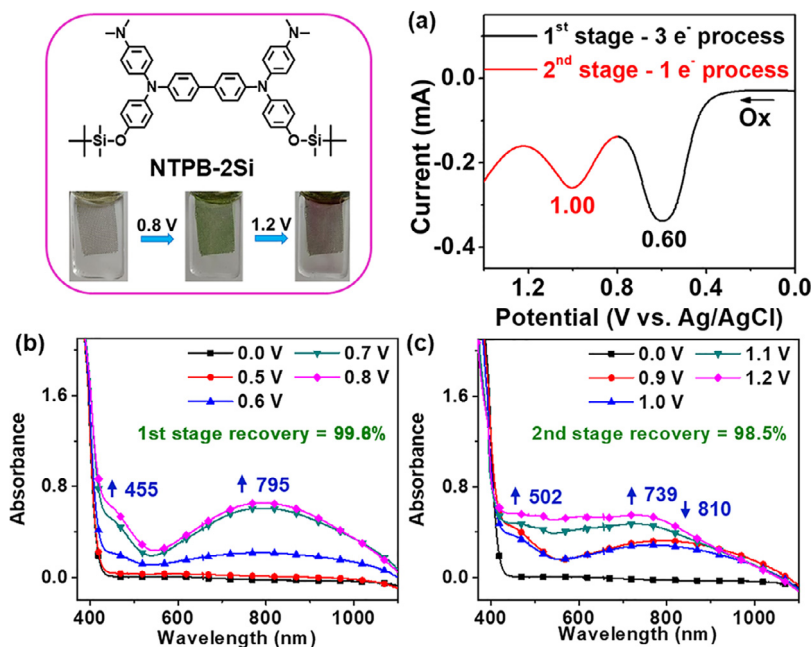 N
N
N
N
Si
O
O
Si
NTPB-2Si
0.8 V
1.2 V
(a)
1st stage - 3 e- process
2nd stage - 1 e- process
Ox
1.00
0.60
0.0
-0.2
-0.4
1.2
0.8
0.4
0.0
Current (mA)
Potential (V vs. Ag/AgCl)
(b)
0.0 V
0.5 V
0.6 V
0.7 V
0.8 V
1st stage recovery = 99.6%
455
795
1.6
0.8
0.0
400 600 800 1000
Absorbance
Wavelength (nm)
(c)
0.0 V
0.9 V
1.0 V
1.1 V
1.2 V
2nd stage recovery = 98.5%
502
739
810
1.6
0.8
0.0
400 600 800 1000
Absorbance
Wavelength (nm)